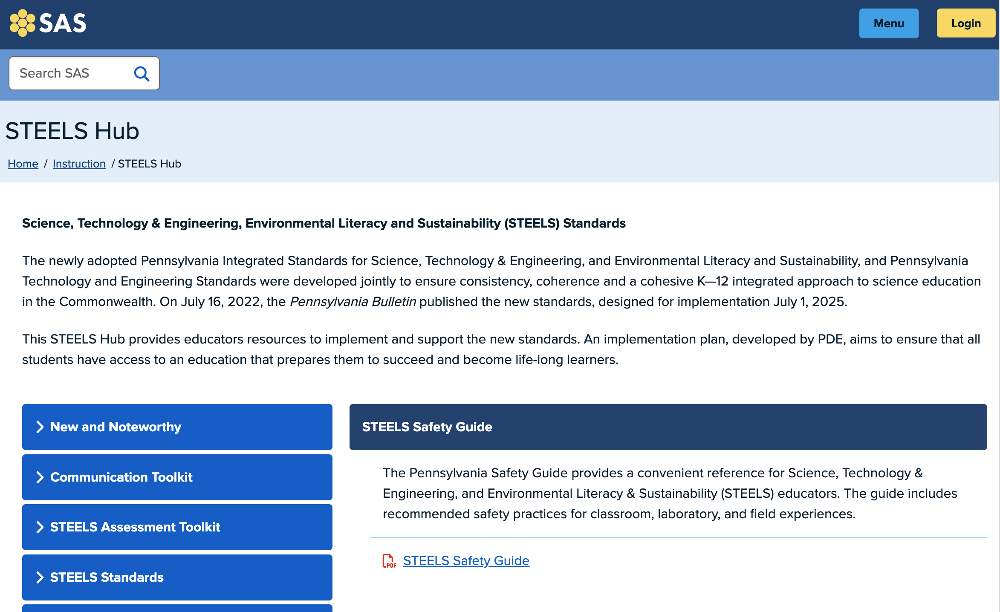 SAS
Menu
Login
Search SAS
STEELS Hub
Home / Instruction / STEELS Hub
Science, Technology & Engineering, Environmental Literacy and Sustainability (STEELS) Standards
The newly adopted Pennsylvania Integrated Standards for Science, Technology & Engineering, and Environmental Literacy and Sustainability, and Pennsylvania
Technology and Engineering Standards were developed jointly to ensure consistency, coherence and a cohesive K—12 integrated approach to science education
in the Commonwealth. On July 16, 2022, the Pennsylvania Bulletin published the new standards, designed for implementation July 1, 2025.
This STEELS Hub provides educators resources to implement and support the new standards. An implementation plan, developed by PDE, aims to ensure that all
students have access to an education that prepares them to succeed and become life-long learners.
New and Noteworthy
Communication Toolkit
STEELS Assessment Toolkit
STEELS Standards
STEELS Safety Guide
The Pennsylvania Safety Guide provides a convenient reference for Science, Technology &
Engineering, and Environmental Literacy & Sustainability (STEELS) educators. The guide includes
recommended safety practices for classroom, laboratory, and field experiences.
PDF STEELS Safety Guide